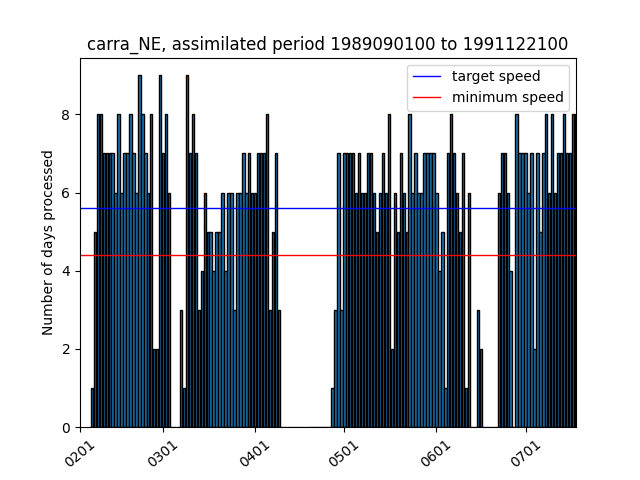 carra_NE, assimilated period 1989090100 to 1991122100
target speed
minimum speed
Number of days processed
8
6
4
2
0
0201
0301
0401
0501
0601
0701